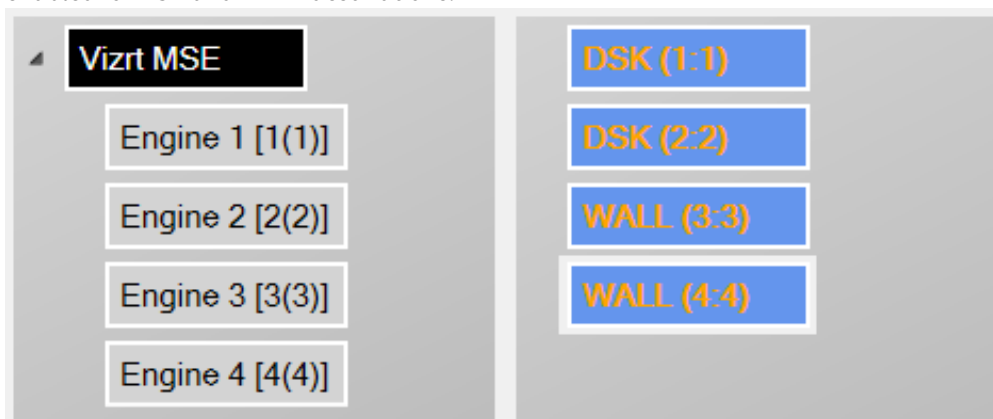 Vizrt MSE
Engine 1 [1(1)]
Engine 2 [2(2)]
Engine 3 [3(3)]
Engine 4 [4(4)]
DSK (1:1)
DSK (2:2)
WALL (3:3)
WALL (4:4)